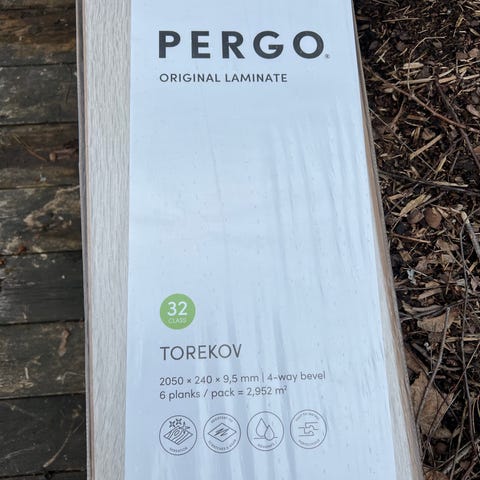 PERGO®
ORIGINAL LAMINATE
32
CLASS
TOREKOV
2050 × 240 × 9,5 mm | 4-way bevel
6 planks / pack = 2,952 m²